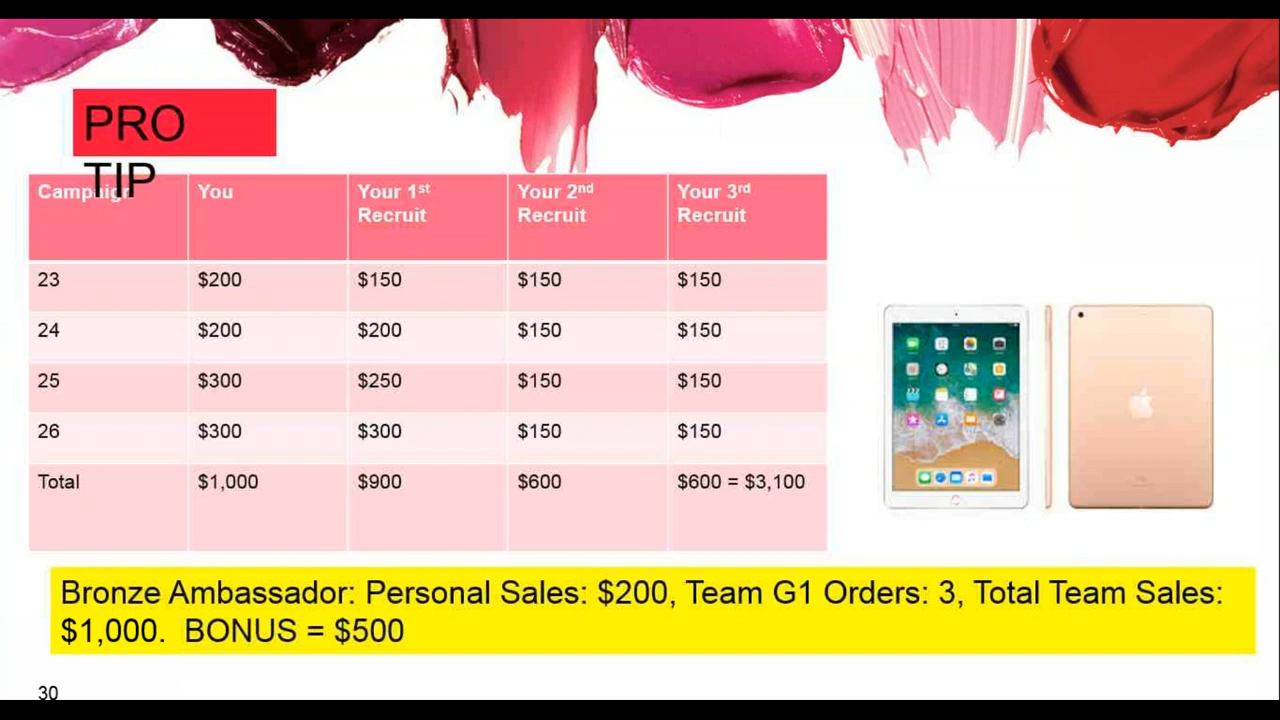 PRO
TIP
Campaign You Your 1st Recruit Your 2nd Recruit Your 3rd Recruit
23 $200 $150 $150 $150
24 $200 $200 $150 $150
25 $300 $250 $150 $150
26 $300 $300 $150 $150
Total $1,000 $900 $600 $600 = $3,100
Bronze Ambassador: Personal Sales: $200, Team G1 Orders: 3, Total Team Sales:
$1,000. BONUS = $500
30